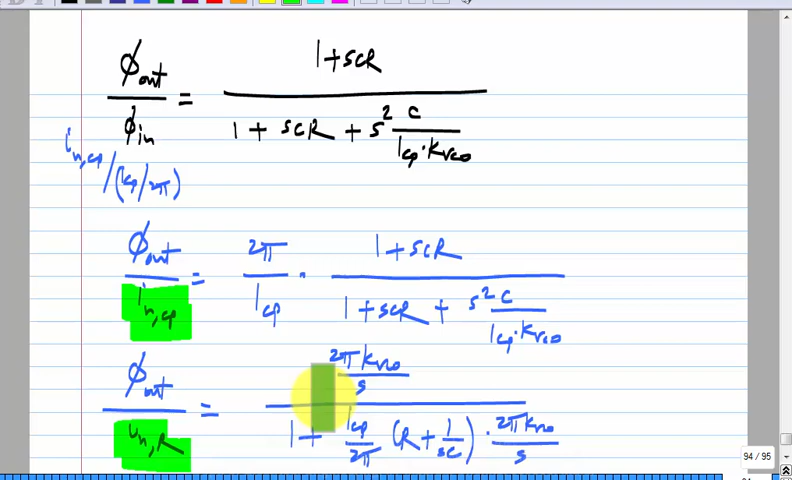 ϕout/ϕin = (1+sCR) / (1 + sCR + s² C/(Icp·Kvco))
in,cp/(Icp/2π)
ϕout/in,cp = 2π/Icp · (1+sCR) / (1+sCR + s² C/(Icp·Kvco))
ϕout/vn,R = (2πKvco/s) / (1 + Icp/2π (R + 1/sC) · 2πKvco/s)
94 / 95